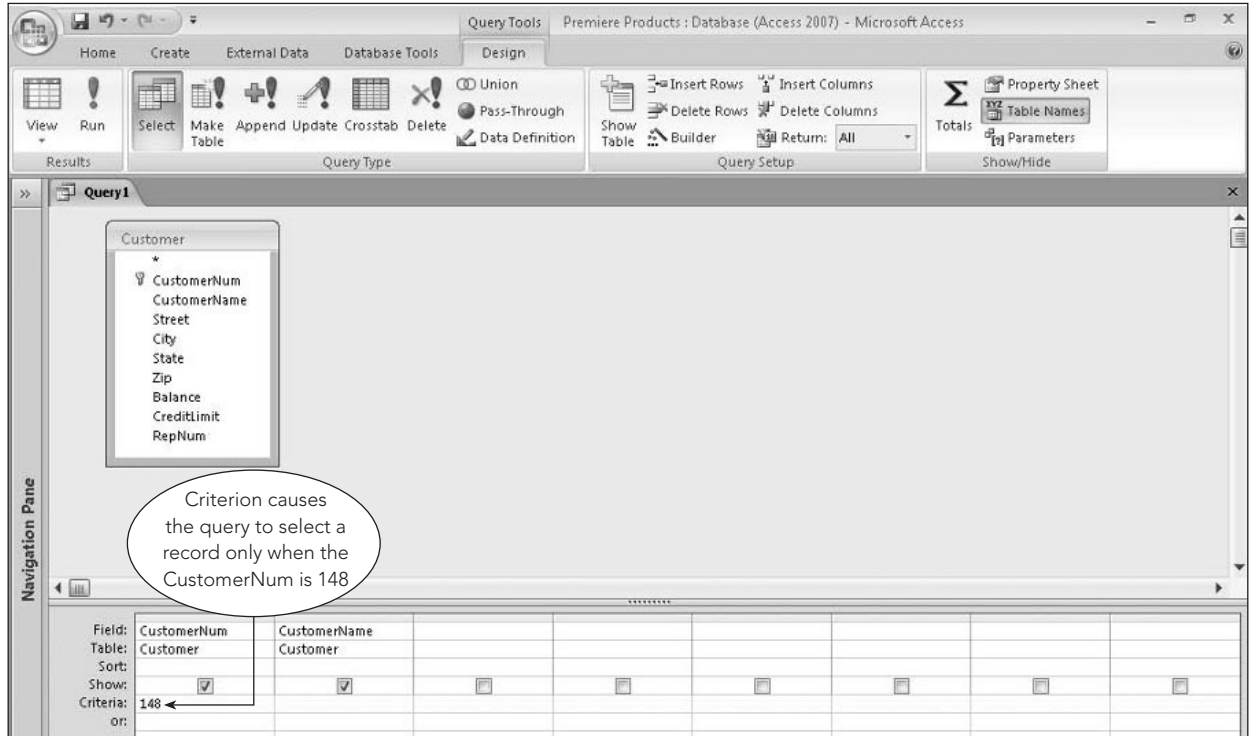 Query Tools Premiere Products : Database (Access 2007) - Microsoft Access
Home Create External Data Database Tools Design
View Run Select Make Table Append Update Crosstab Delete
Union
Pass-Through
Data Definition
Show Table
Insert Rows
Delete Rows
Builder
Insert Columns
Delete Columns
Return: All
Totals
Property Sheet
Table Names
Parameters
Results Query Type Query Setup Show/Hide
Query1
Customer
*
CustomerNum
CustomerName
Street
City
State
Zip
Balance
CreditLimit
RepNum
Navigation Pane
Criterion causes
the query to select a
record only when the
CustomerNum is 148
Field: CustomerNum CustomerName
Table: Customer Customer
Sort:
Show:
Criteria: 148
or: